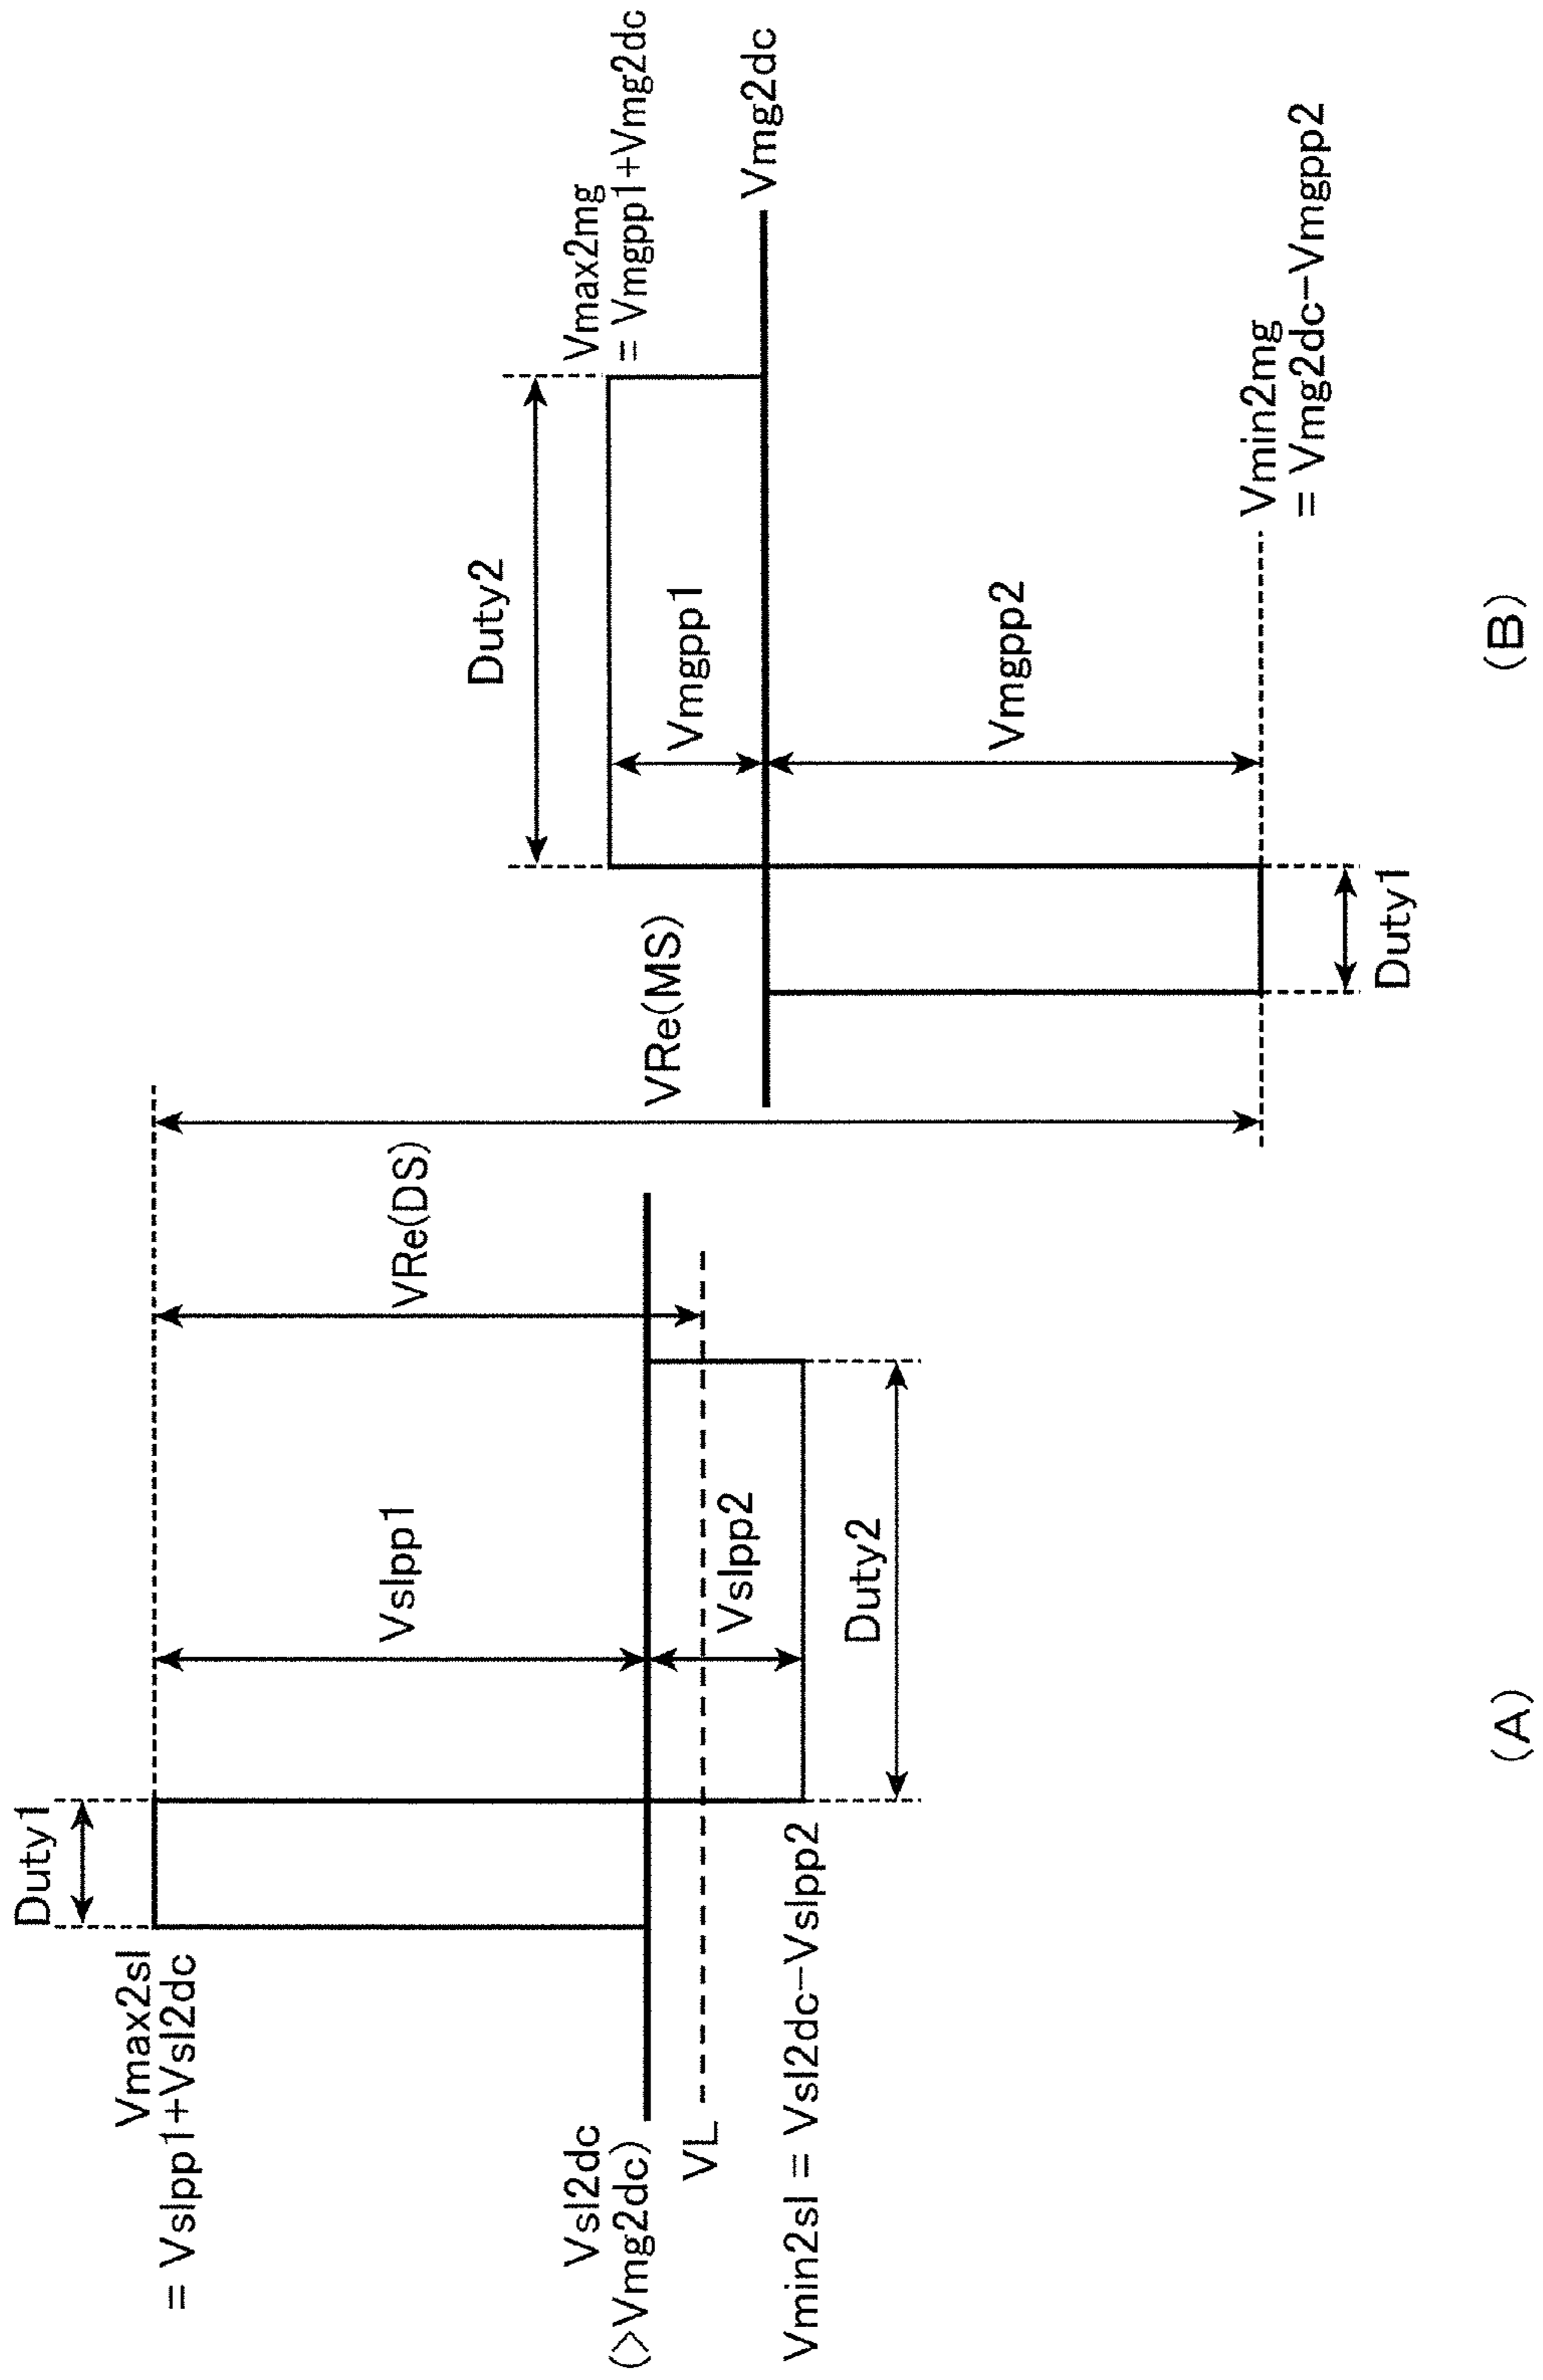 Vmax2sl
= Vslpp1+Vsl2dc
Duty1
Vslpp1
VRe(DS)
Vsl2dc
(>Vmg2dc)
VL
Vslpp2
Vmin2sl = Vsl2dc-Vslpp2
Duty2
(A)
VRe(MS)
Duty2
Vmax2mg
= Vmgpp1+Vmg2dc
Vmgpp1
Vmg2dc
Vmgpp2
Vmin2mg
= Vmg2dc-Vmgpp2
Duty1
(B)